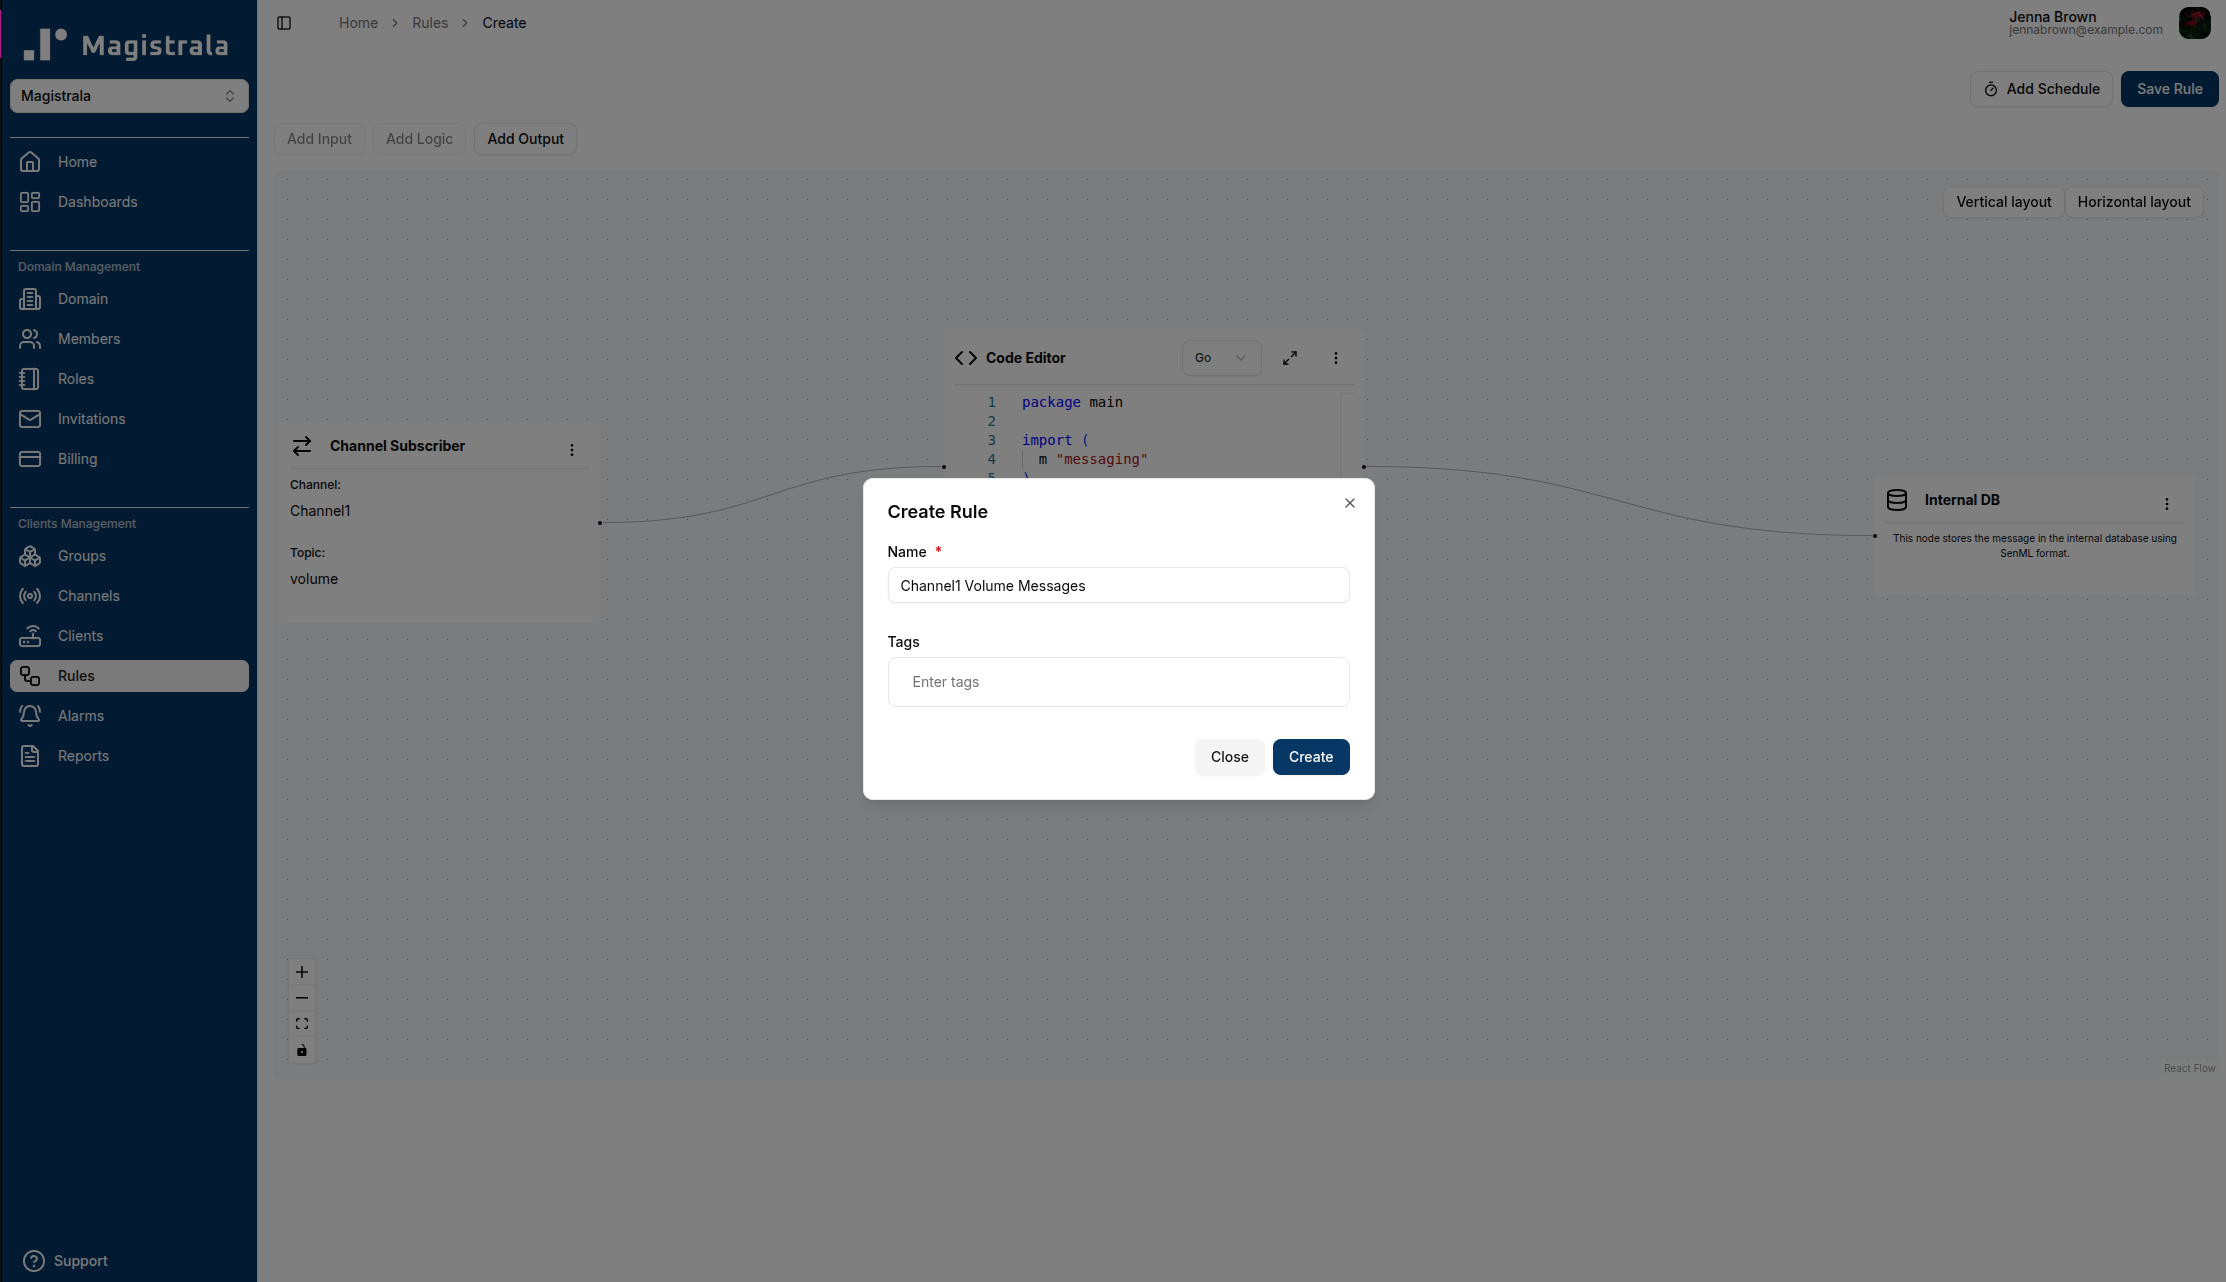 Magistrala
Magistrala
Home
Dashboards
Domain Management
Domain
Members
Roles
Invitations
Billing
Clients Management
Groups
Channels
Clients
Rules
Alarms
Reports
Support
Home > Rules > Create
Jenna Brown
jennabrown@example.com
Add Schedule
Save Rule
Add Input
Add Logic
Add Output
Vertical layout
Horizontal layout
Channel Subscriber
Channel:
Channel1
Topic:
volume
Code Editor
Go
1 package main
2
3 import (
4 m "messaging"
5 )
Internal DB
This node stores the message in the internal database using
SenML format.
Create Rule
Name *
Channel1 Volume Messages
Tags
Enter tags
Close
Create
React Flow